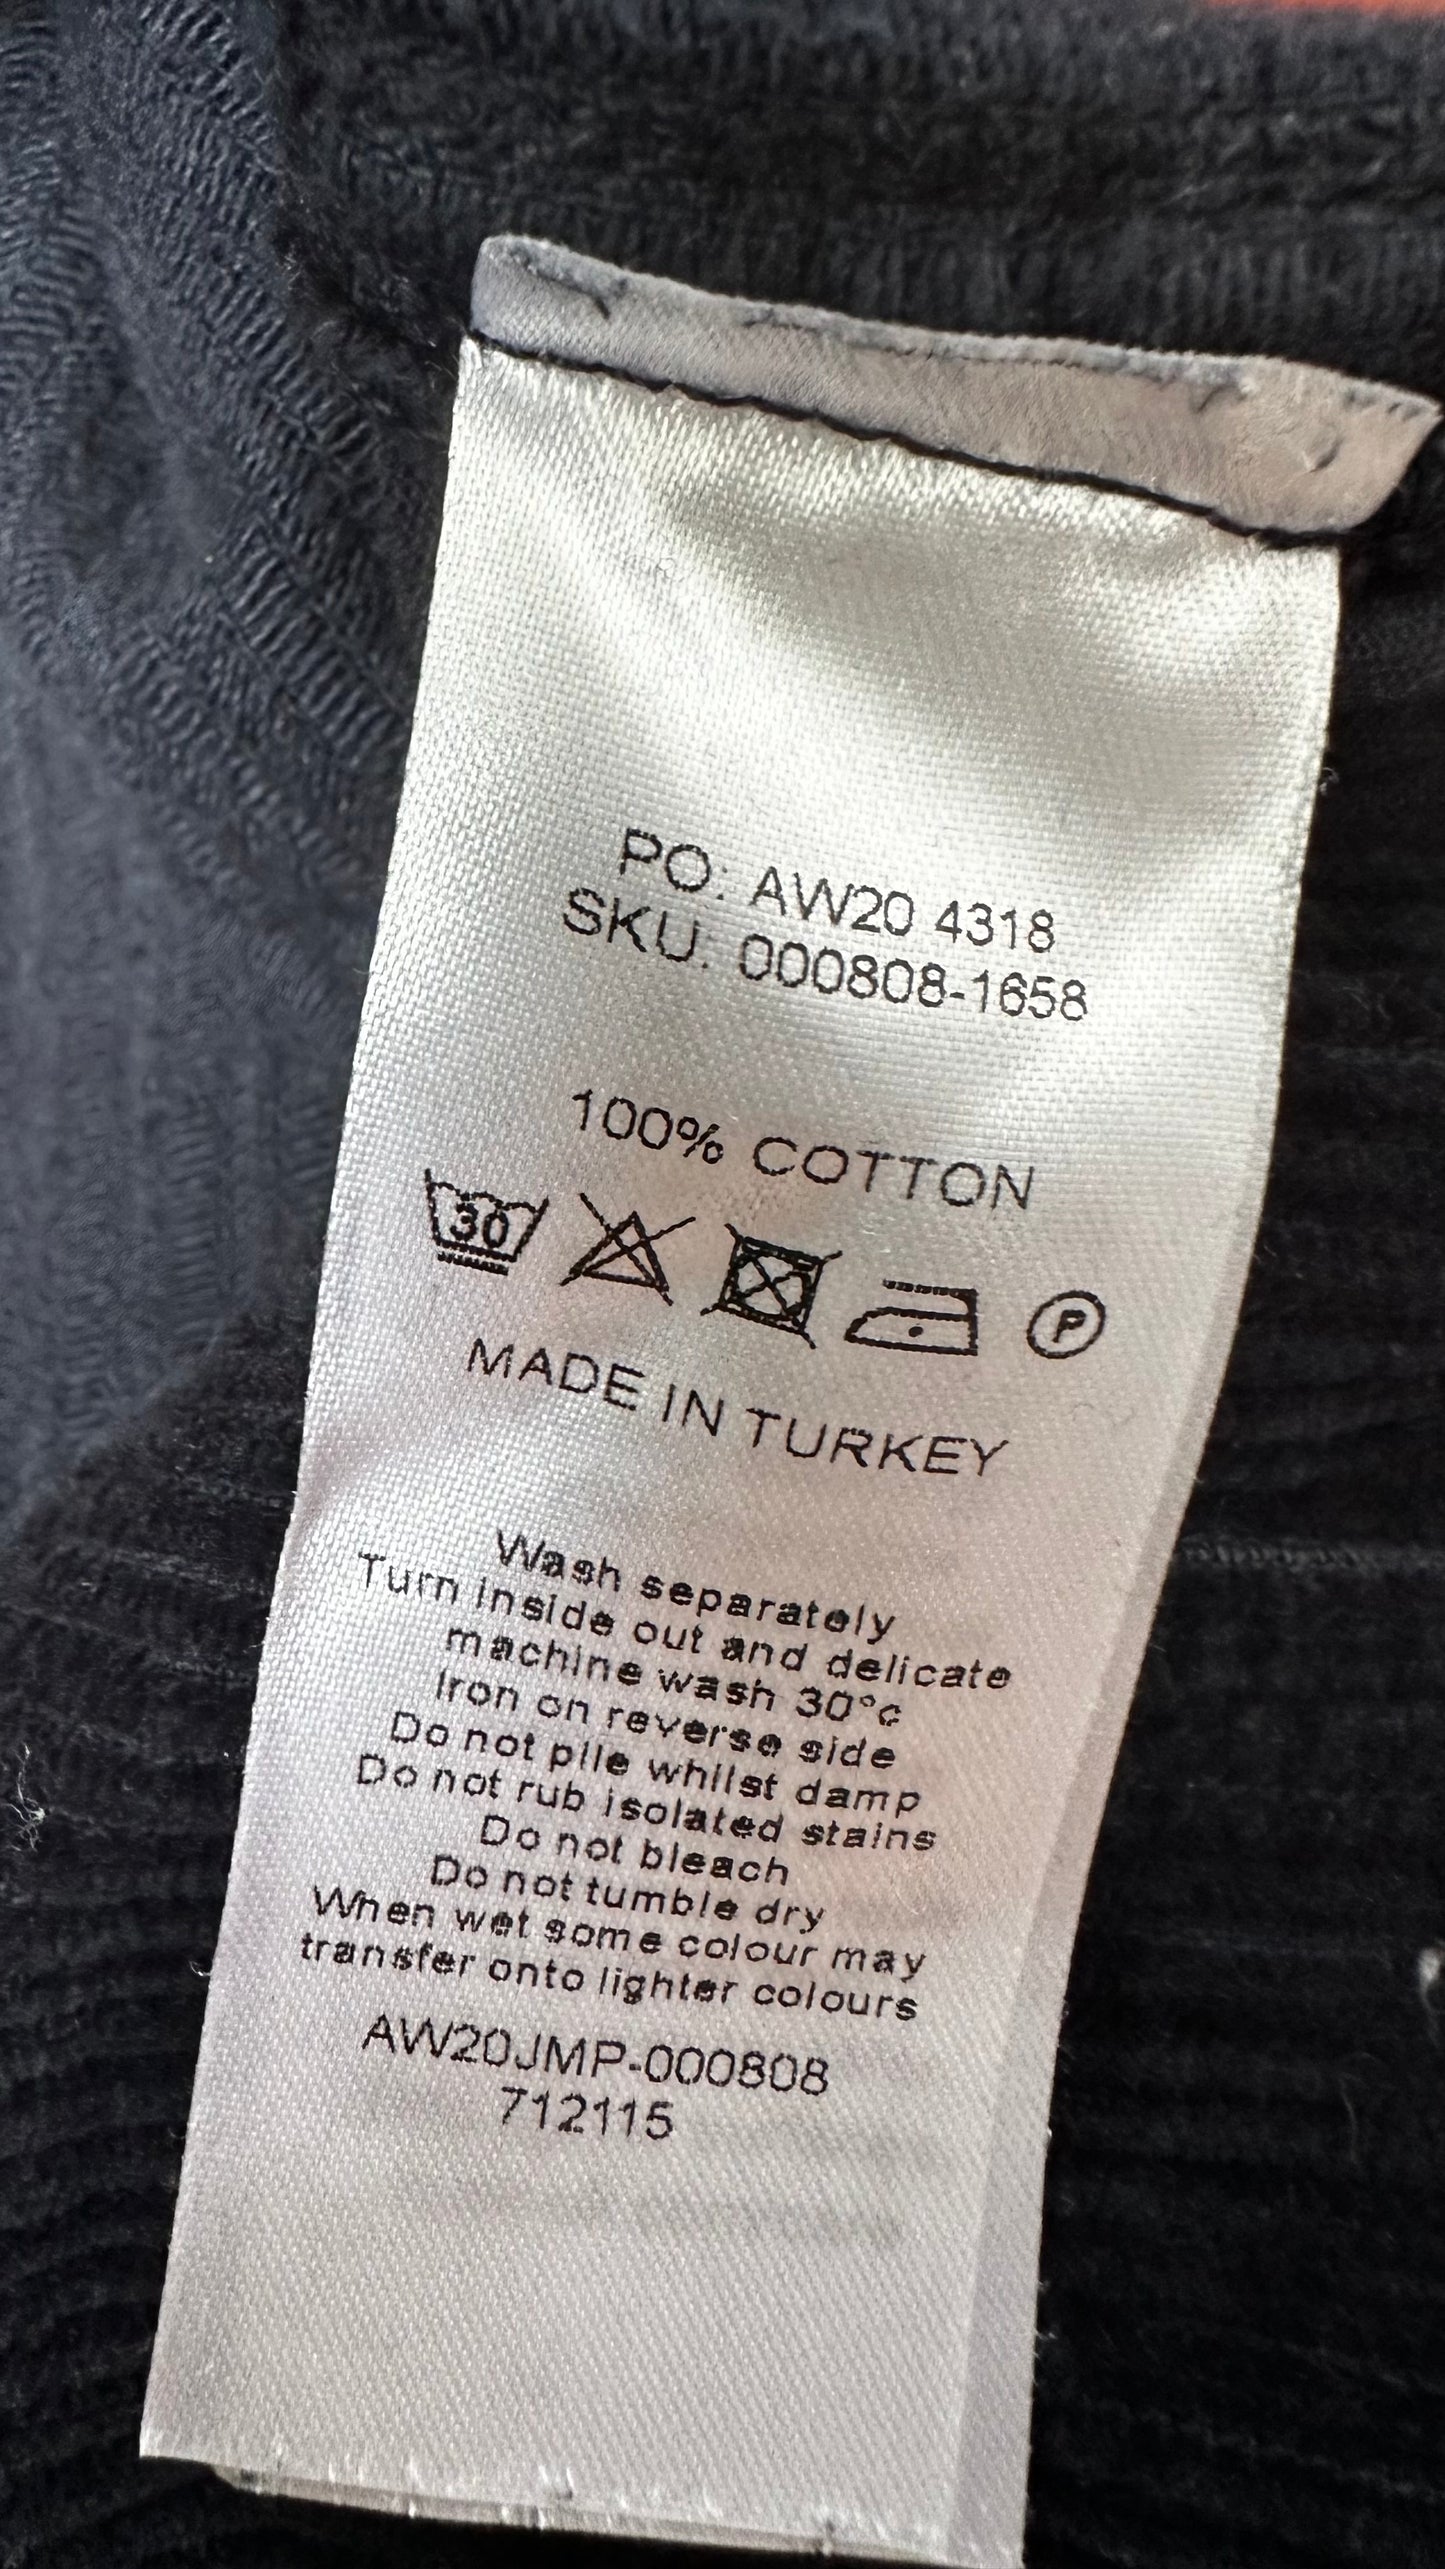 PO: AW20 4318
SKU: 000808-1658
100% COTTON
30 P
MADE IN TURKEY
Wash separately
Turn inside out and delicate
machine wash 30°c
Iron on reverse side
Do not pile whilst damp
Do not rub isolated stains
Do not bleach
Do not tumble dry
When wet some colour may
transfer onto lighter colours
AW20JMP-000808
712115